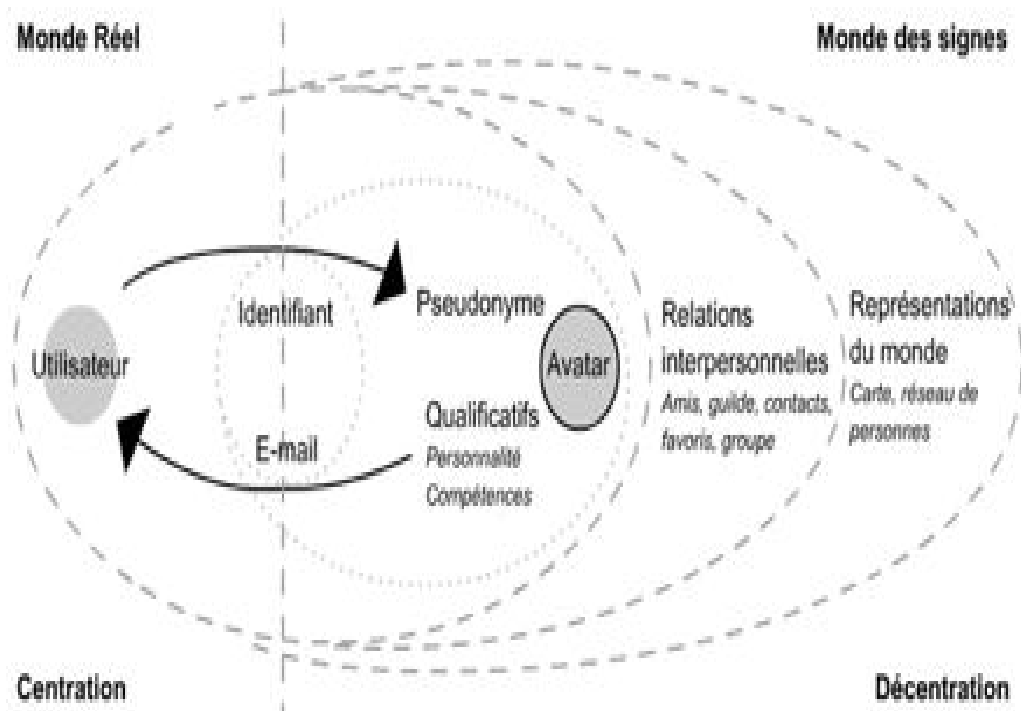 Monde Réel
Monde des signes
Identifiant
Pseudonyme
Utilisateur
Avatar
E-mail
Qualificatifs
Personnalité
Compétences
Relations
interpersonnelles
Amis, guilde, contacts,
favoris, groupe
Représentations
du monde
Carte, réseau de
personnes
Centration
Décentration